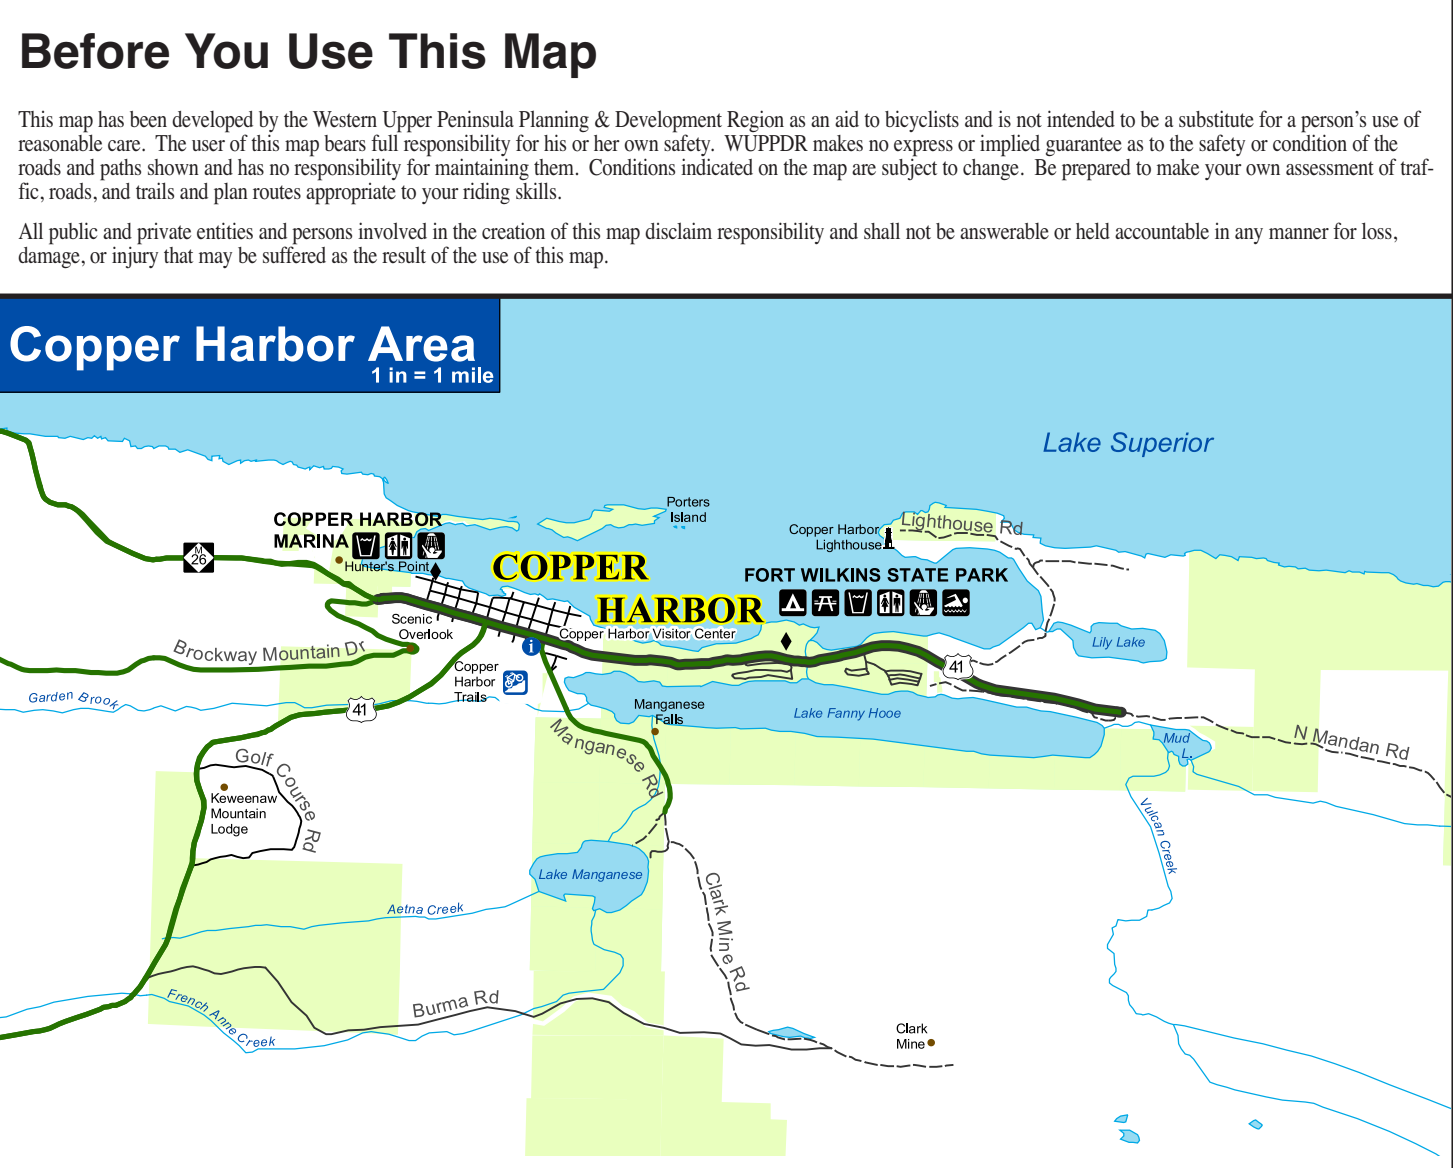 Before You Use This Map
This map has been developed by the Western Upper Peninsula Planning & Development Region as an aid to bicyclists and is not intended to be a substitute for a person's use of
reasonable care. The user of this map bears full responsibility for his or her own safety. WUPPDR makes no express or implied guarantee as to the safety or condition of the
roads and paths shown and has no responsibility for maintaining them. Conditions indicated on the map are subject to change. Be prepared to make your own assessment of traf-
fic, roads, and trails and plan routes appropriate to your riding skills.
All public and private entities and persons involved in the creation of this map disclaim responsibility and shall not be answerable or held accountable in any manner for loss,
damage, or injury that may be suffered as the result of the use of this map.
Copper Harbor Area
1 in = 1 mile
Lake Superior
Porters
Island
COPPER HARBOR
MARINA
Hunter's Point
M
26
Copper Harbor
Lighthouse
Lighthouse Rd
COPPER
HARBOR
FORT WILKINS STATE PARK
Scenic
Overlook
Copper Harbor Visitor Center
i
Brockway Mountain Dr
Lily Lake
41
Copper
Harbor
Trails
Garden Brook
41
Manganese
Falls
Lake Fanny Hooe
Manganese Rd
Mud
L.
N Mandan Rd
Golf Course Rd
Keweenaw
Mountain
Lodge
Vulcan Creek
Lake Manganese
Aetna Creek
Clark Mine Rd
French Anne Creek
Burma Rd
Clark
Mine